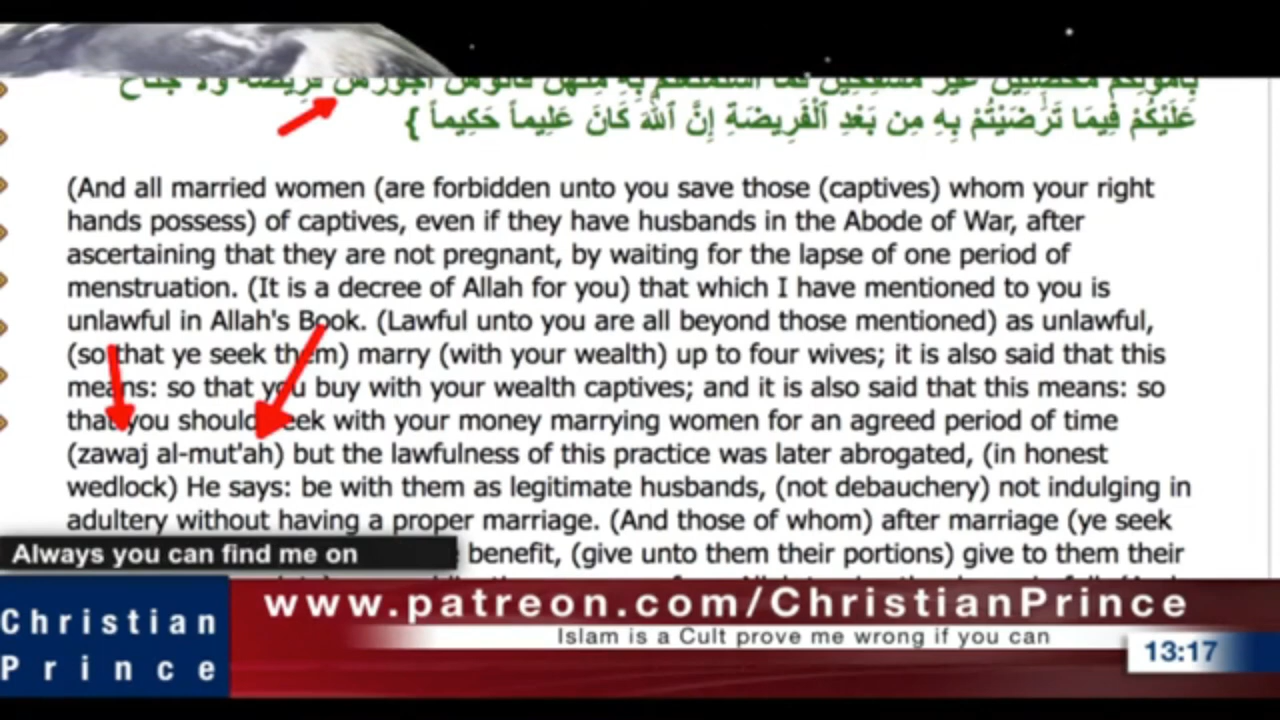 عَلَيْكُمْ فِيمَا تَرَٰضَيْتُمْ بِهِ مِن بَعْدِ ٱلْفَرِيضَةِ إِنَّ ٱللَّهَ كَانَ عَلِيماً حَكِيماً }
(And all married women (are forbidden unto you save those (captives) whom your right
hands possess) of captives, even if they have husbands in the Abode of War, after
ascertaining that they are not pregnant, by waiting for the lapse of one period of
menstruation. (It is a decree of Allah for you) that which I have mentioned to you is
unlawful in Allah's Book. (Lawful unto you are all beyond those mentioned) as unlawful,
(so that ye seek them) marry (with your wealth) up to four wives; it is also said that this
means: so that you buy with your wealth captives; and it is also said that this means: so
that you should seek with your money marrying women for an agreed period of time
(zawaj al-mut'ah) but the lawfulness of this practice was later abrogated, (in honest
wedlock) He says: be with them as legitimate husbands, (not debauchery) not indulging in
adultery without having a proper marriage. (And those of whom) after marriage (ye seek
benefit, (give unto them their portions) give to them their
Always you can find me on
www.patreon.com/ChristianPrince
Islam is a Cult prove me wrong if you can
Christian
Prince
13:17